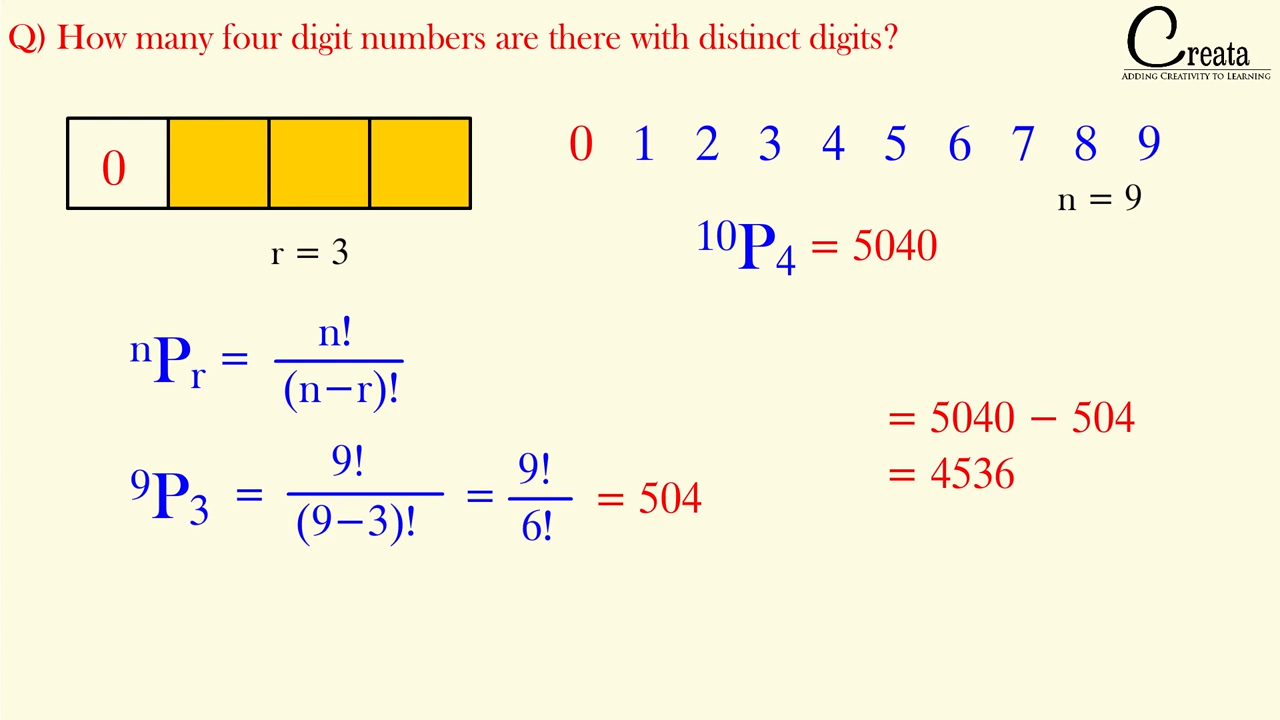 Q) How many four digit numbers are there with distinct digits?
Creata
ADDING CREATIVITY TO LEARNING
0
0 1 2 3 4 5 6 7 8 9
n = 9
r = 3
¹⁰P₄ = 5040
ⁿPᵣ = n! / (n−r)!
= 5040 − 504
= 4536
⁹P₃ = 9! / (9−3)! = 9! / 6! = 504